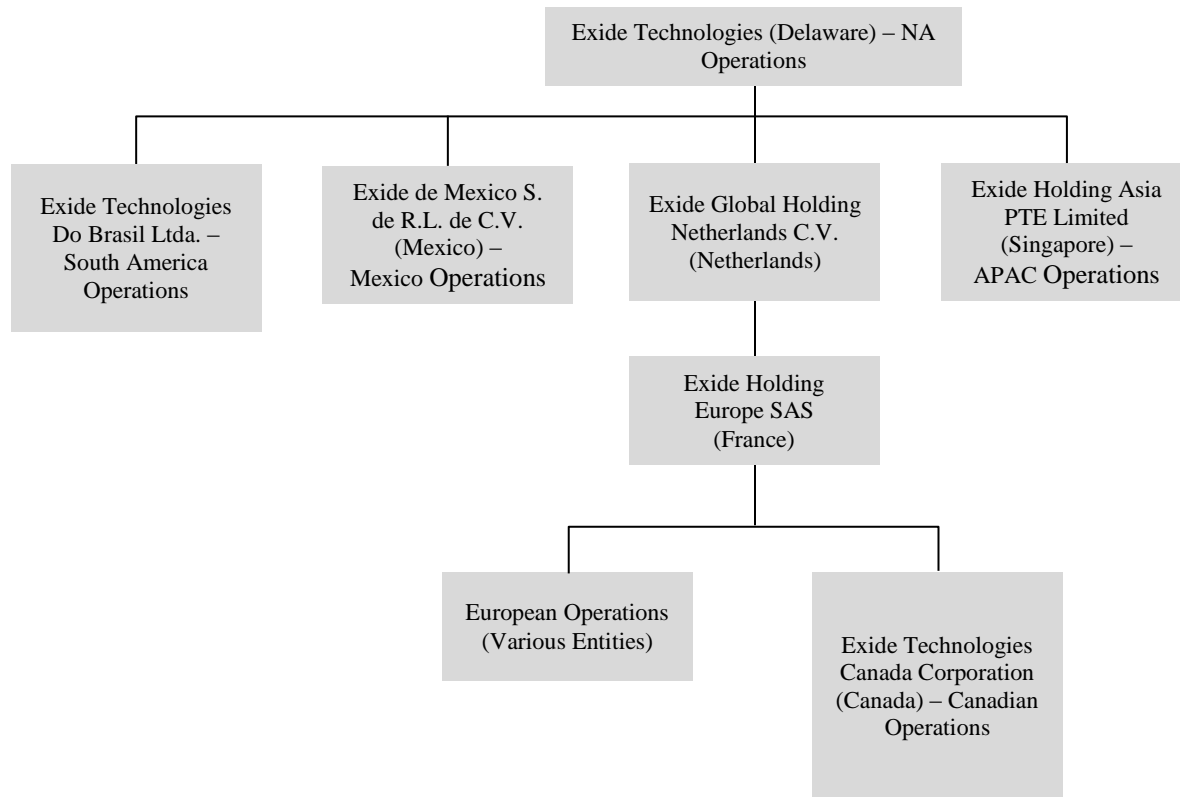 Exide Technologies (Delaware) – NA
Operations
Exide Technologies
Do Brasil Ltda. –
South America
Operations
Exide de Mexico S.
de R.L. de C.V.
(Mexico) –
Mexico Operations
Exide Global Holding
Netherlands C.V.
(Netherlands)
Exide Holding Asia
PTE Limited
(Singapore) –
APAC Operations
Exide Holding
Europe SAS
(France)
European Operations
(Various Entities)
Exide Technologies
Canada Corporation
(Canada) – Canadian
Operations